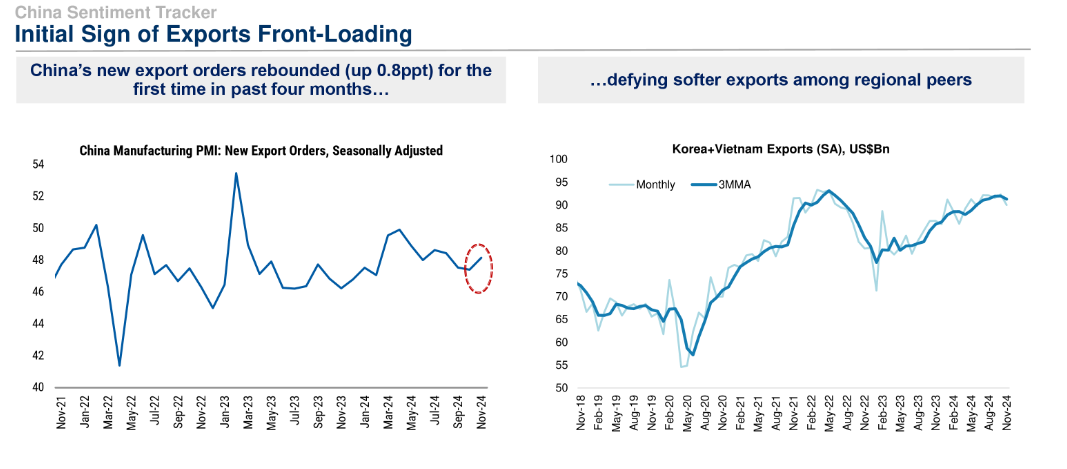 China Sentiment Tracker
Initial Sign of Exports Front-Loading
China's new export orders rebounded (up 0.8ppt) for the
first time in past four months…
…defying softer exports among regional peers
China Manufacturing PMI: New Export Orders, Seasonally Adjusted
54
52
50
48
46
44
42
40
Nov-21
Jan-22
Mar-22
May-22
Jul-22
Sep-22
Nov-22
Jan-23
Mar-23
May-23
Jul-23
Sep-23
Nov-23
Jan-24
Mar-24
May-24
Jul-24
Sep-24
Nov-24
Korea+Vietnam Exports (SA), US$Bn
Monthly
3MMA
100
95
90
85
80
75
70
65
60
55
50
Nov-18
Feb-19
May-19
Aug-19
Nov-19
Feb-20
May-20
Aug-20
Nov-20
Feb-21
May-21
Aug-21
Nov-21
Feb-22
May-22
Aug-22
Nov-22
Feb-23
May-23
Aug-23
Nov-23
Feb-24
May-24
Aug-24
Nov-24